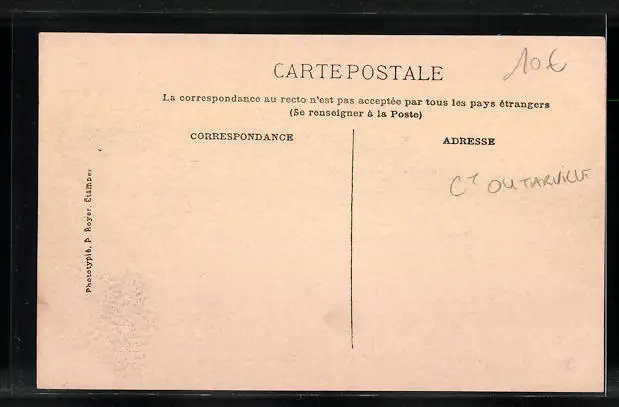 CARTE POSTALE
10€
La correspondance au recto n'est pas acceptée par tous les pays étrangers
(Se renseigner à la Poste)
CORRESPONDANCE
ADRESSE
CT OUTARVILLE
Phototypie, P. Royer, Étampes